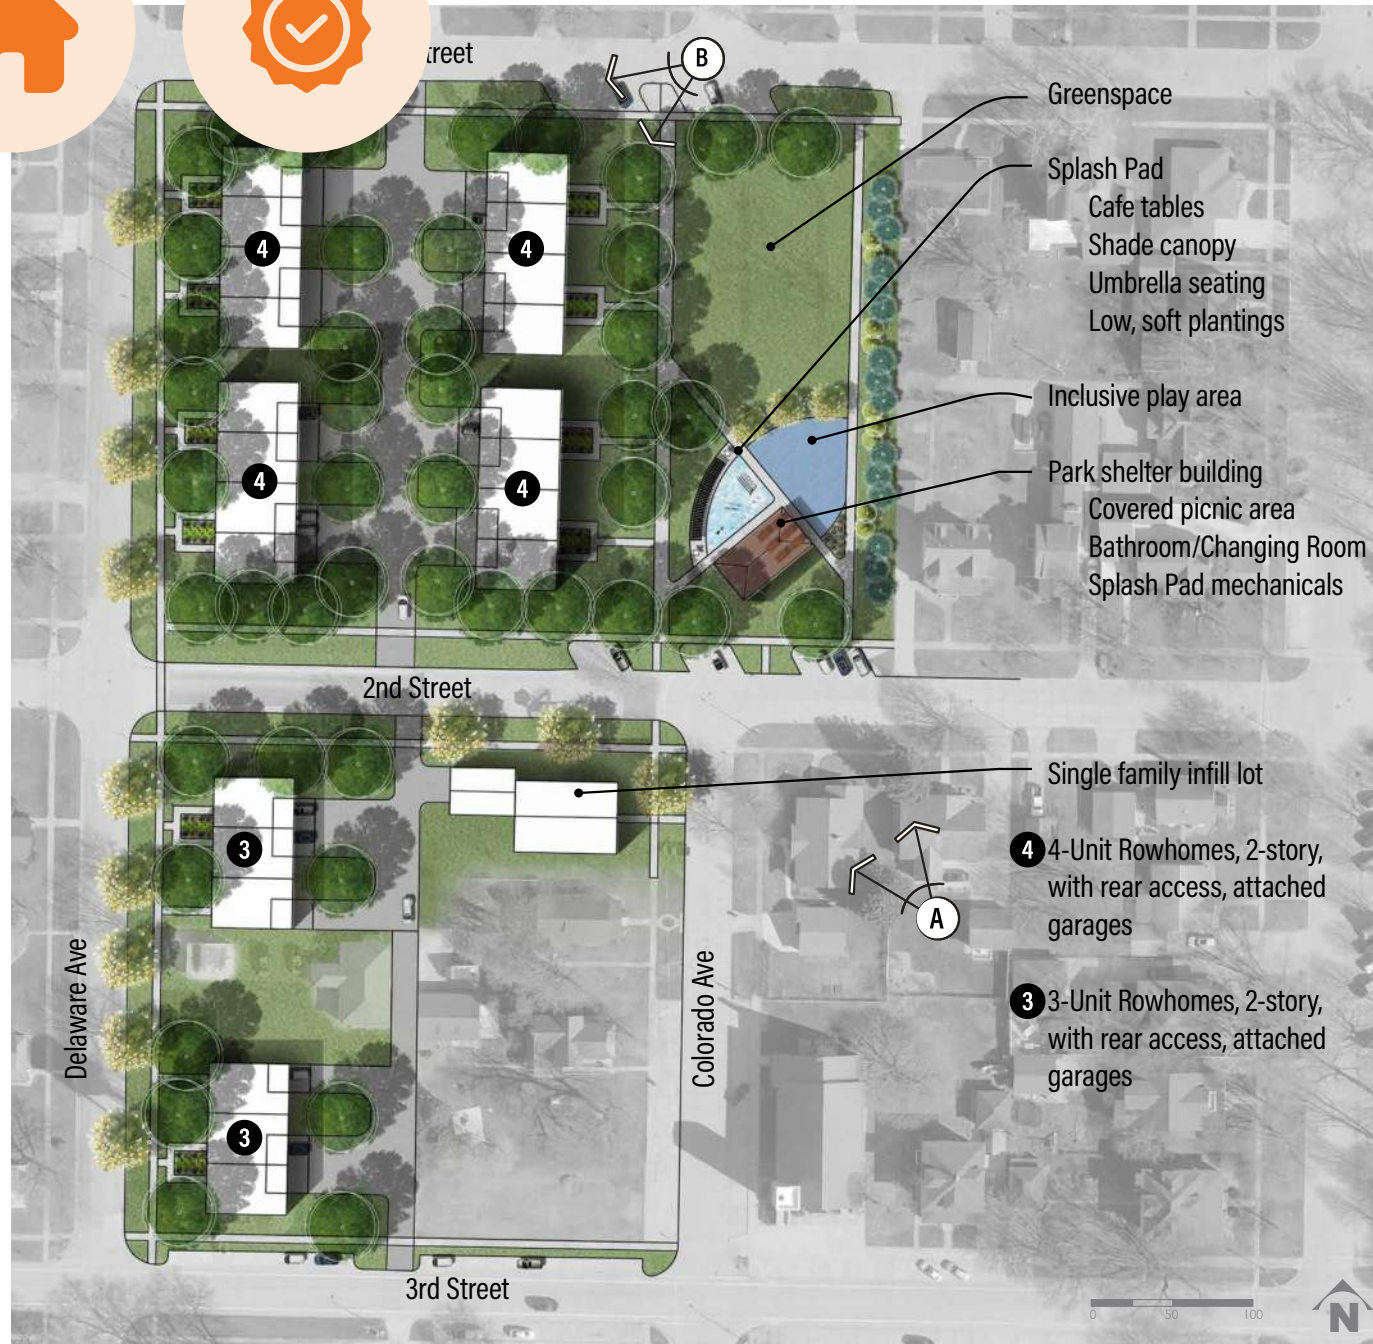 treet
B
Greenspace
Splash Pad
Cafe tables
Shade canopy
Umbrella seating
Low, soft plantings
4
4
Inclusive play area
4
4
Park shelter building
Covered picnic area
Bathroom/Changing Room
Splash Pad mechanicals
2nd Street
Single family infill lot
3
4 4-Unit Rowhomes, 2-story,
with rear access, attached
garages
A
Delaware Ave
Colorado Ave
3 3-Unit Rowhomes, 2-story,
with rear access, attached
garages
3
3rd Street
0 50 100
N